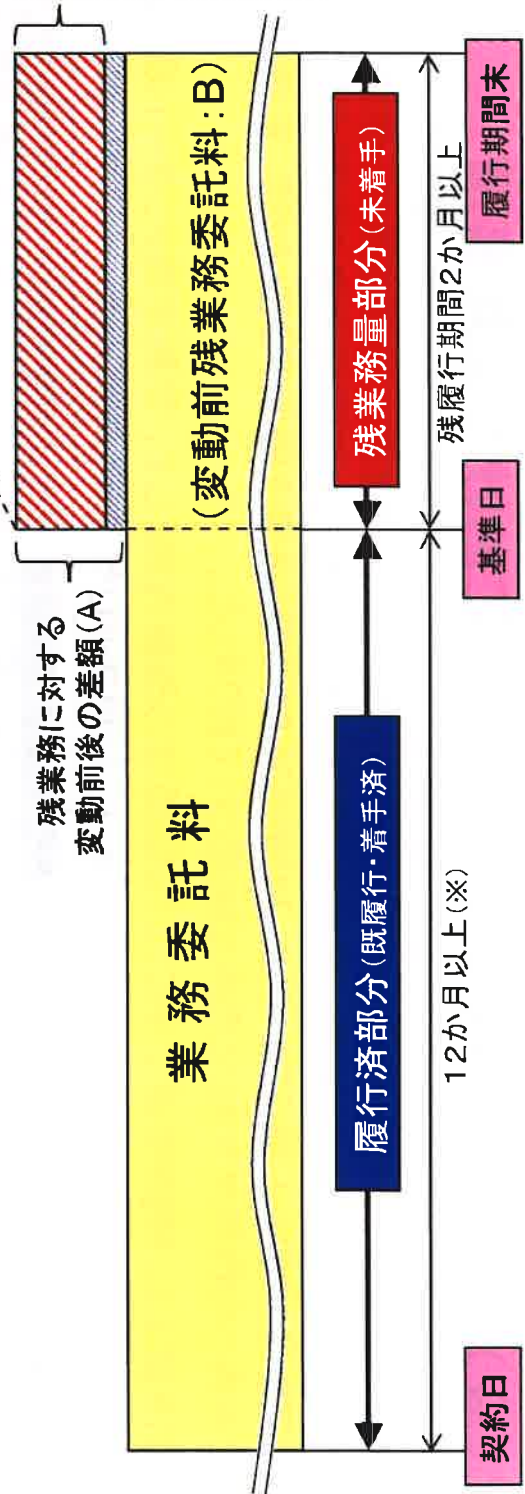 残業務に対する
変動前後の差額(A)
業務委託料
(変動前残業務委託料:B)
履行済部分(既履行・着手済)
残業務量部分(未着手)
12か月以上(※)
残履行期間2か月以上
契約日
基準日
履行期間末